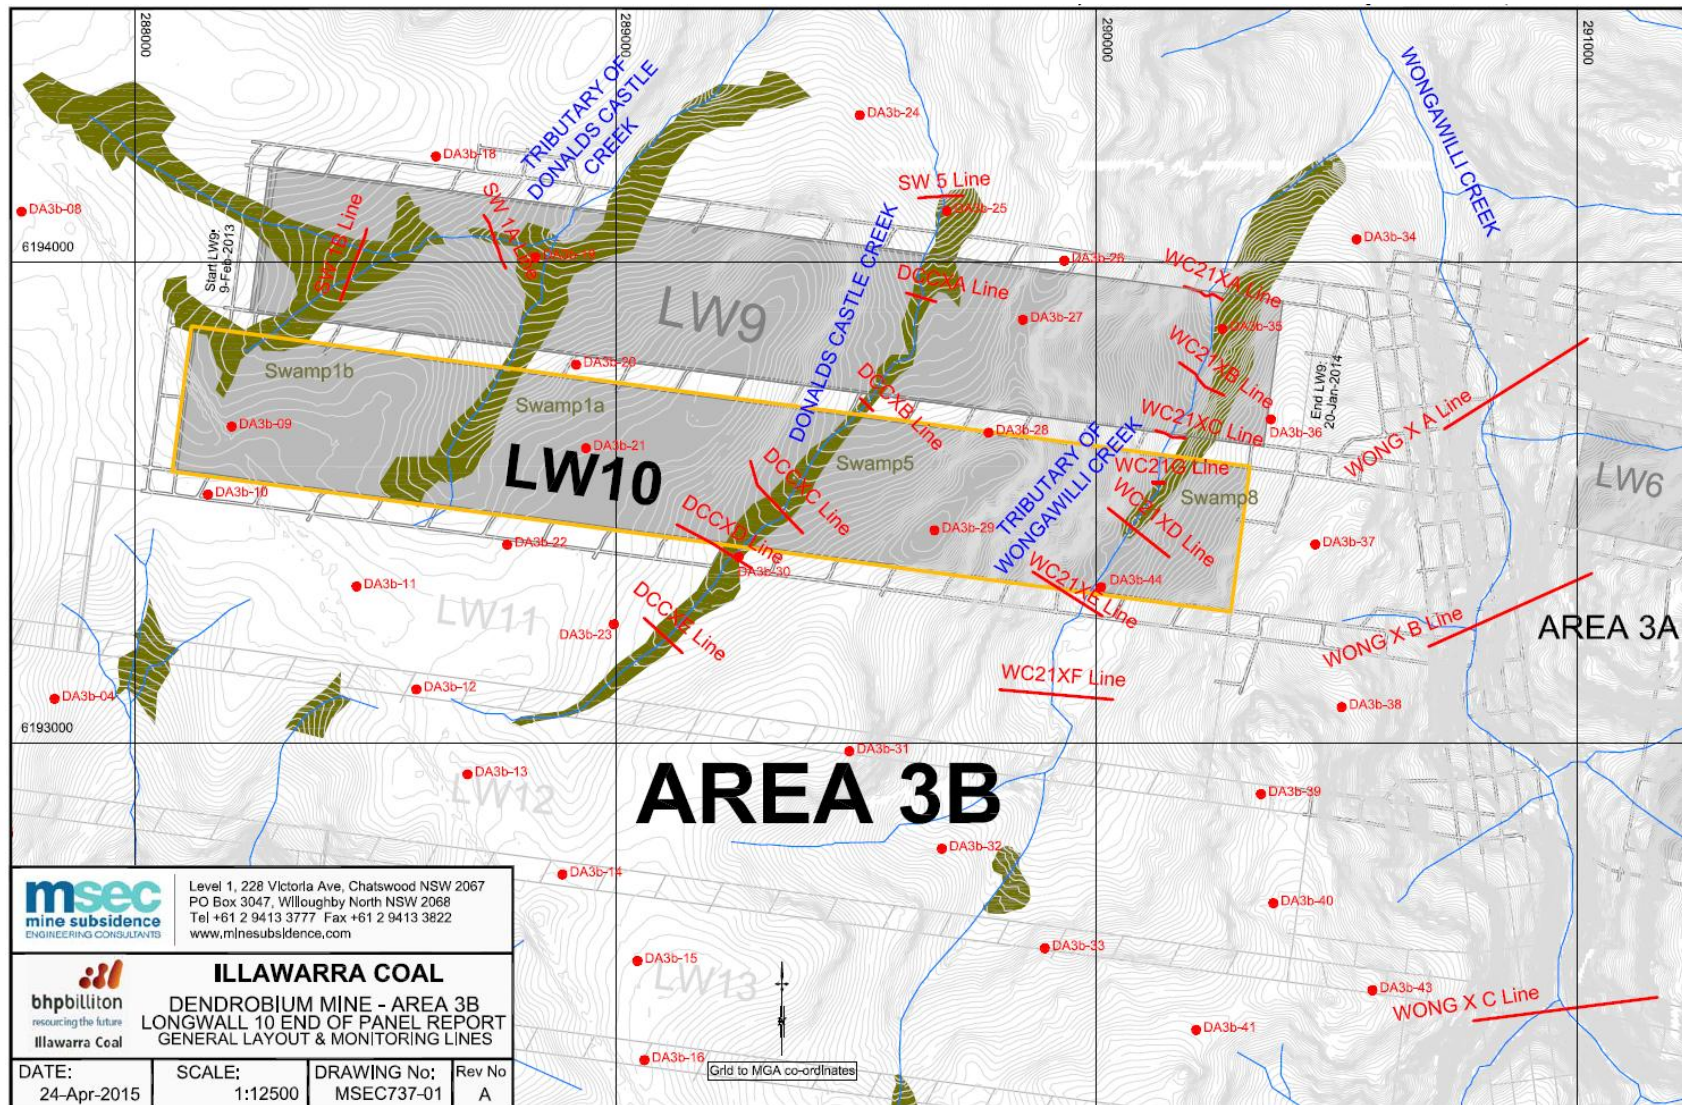 288000
289000
290000
291000
TRIBUTARY OF
DONALDS CASTLE
CREEK
WONGAWILLI CREEK
DA3b-24
DA3b-18
DA3b-08
SW 5 Line
DA3b-25
SW 1A Line
SW 1B Line
Start LW9:
9-Feb-2013
6194000
DA3b-34
DA3b-26
WC21XA Line
DCCXA Line
DONALDS CASTLE CREEK
LW9
DA3b-27
DA3b-35
WC21XB Line
DA3b-20
Swamp1b
Swamp1a
DCCXB Line
End LW9:
20-Jan-2014
WONG X A Line
WC21XC Line
DA3b-36
DA3b-09
DA3b-28
DA3b-21
LW10
Swamp5
TRIBUTARY OF
WONGAWILLI CREEK
WC21G Line
LW6
DA3b-10
DCCXC Line
Swamp8
WC21XD Line
DCCXD Line
DA3b-29
DA3b-22
DA3b-37
DA3b-30
DA3b-11
WC21XE Line
DA3b-44
LW11
DCCXE Line
DA3b-23
WONG X B Line
AREA 3A
WC21XF Line
DA3b-12
DA3b-04
DA3b-38
6193000
DA3b-31
DA3b-13
LW12
AREA 3B
DA3b-39
DA3b-32
DA3b-14
DA3b-40
DA3b-33
DA3b-15
LW13
DA3b-43
WONG X C Line
DA3b-41
DA3b-16
Grid to MGA co-ordinates
msec
mine subsidence
ENGINEERING CONSULTANTS
Level 1, 228 Victoria Ave, Chatswood NSW 2067
PO Box 3047, Willoughby North NSW 2068
Tel +61 2 9413 3777 Fax +61 2 9413 3822
www.minesubsidence.com
bhpbilliton
resourcing the future
Illawarra Coal
ILLAWARRA COAL
DENDROBIUM MINE - AREA 3B
LONGWALL 10 END OF PANEL REPORT
GENERAL LAYOUT & MONITORING LINES
DATE:
24-Apr-2015
SCALE:
1:12500
DRAWING No:
MSEC737-01
Rev No
A